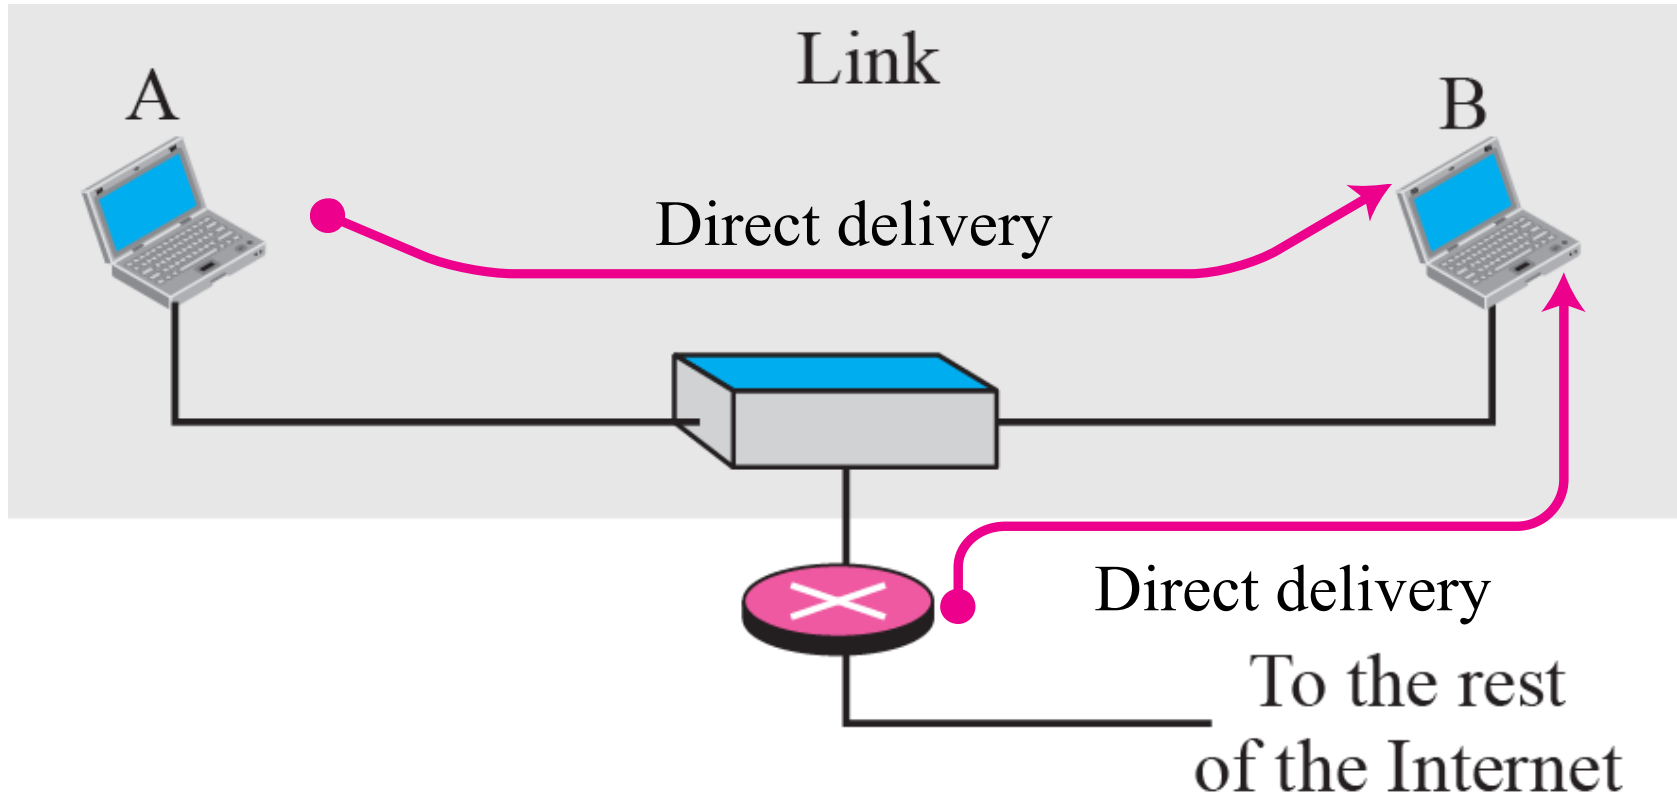 Link
A
B
Direct delivery
Direct delivery
To the rest
of the Internet